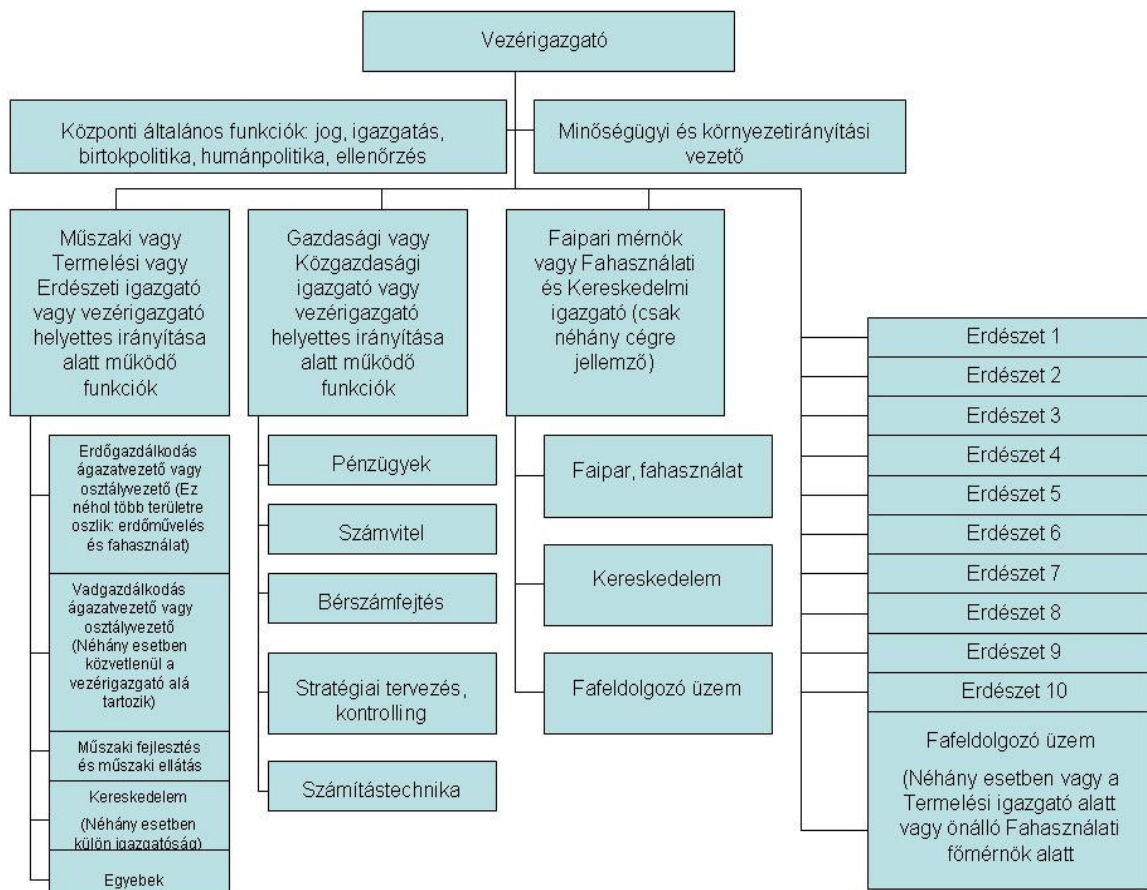 Vezérigazgató
Központi általános funkciók: jog, igazgatás,
birtokpolitika, humánpolitika, ellenőrzés
Minőségügyi és környezetirányítási
vezető
Műszaki vagy
Termelési vagy
Erdészeti igazgató
vagy vezérigazgató
helyettes irányítása
alatt működő
funkciók
Gazdasági vagy
Közgazdasági
igazgató vagy
vezérigazgató
helyettes irányítása
alatt működő
funkciók
Faipari mérnök
vagy Fahasználati
és Kereskedelmi
igazgató (csak
néhány cégre
jellemző)
Erdőgazdálkodás
ágazatvezető vagy
osztályvezető (Ez
néhol több területre
oszlik: erdőművelés
és fahasználat)
Vadgazdálkodás
ágazatvezető vagy
osztályvezető
(Néhány esetben
közvetlenül a
vezérigazgató alá
tartozik)
Műszaki fejlesztés
és műszaki ellátás
Kereskedelem
(Néhány esetben
külön igazgatóság)
Egyebek
Pénzügyek
Számvitel
Bérszámfejtés
Stratégiai tervezés,
kontrolling
Számítástechnika
Faipar, fahasználat
Kereskedelem
Fafeldolgozó üzem
Erdészet 1
Erdészet 2
Erdészet 3
Erdészet 4
Erdészet 5
Erdészet 6
Erdészet 7
Erdészet 8
Erdészet 9
Erdészet 10
Fafeldolgozó üzem
(Néhány esetben vagy a
Termelési igazgató alatt
vagy önálló Fahasználati
főmérnök alatt